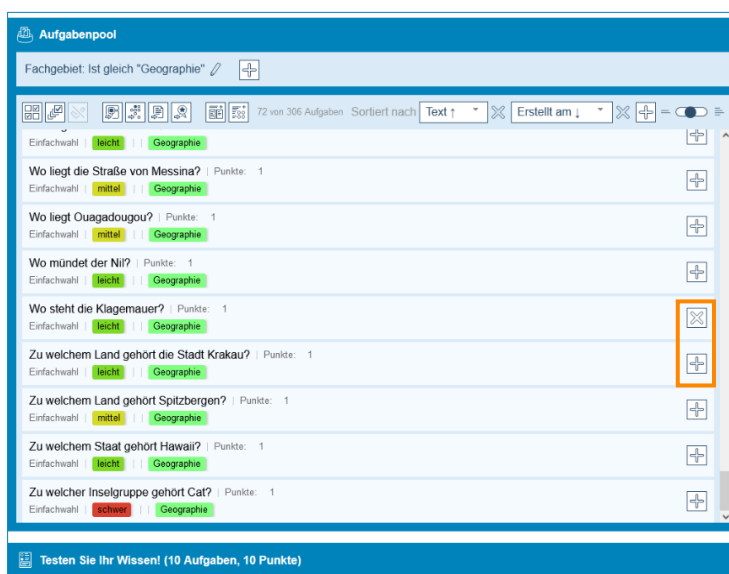 Aufgabenpool
Fachgebiet: Ist gleich "Geographie"
72 von 306 Aufgaben Sortiert nach Text ↑ Erstellt am ↓
Einfachwahl | leicht | | Geographie
Wo liegt die Straße von Messina? | Punkte: 1
Einfachwahl | mittel | | Geographie
Wo liegt Ouagadougou? | Punkte: 1
Einfachwahl | mittel | | Geographie
Wo mündet der Nil? | Punkte: 1
Einfachwahl | leicht | | Geographie
Wo steht die Klagemauer? | Punkte: 1
Einfachwahl | leicht | | Geographie
Zu welchem Land gehört die Stadt Krakau? | Punkte: 1
Einfachwahl | leicht | | Geographie
Zu welchem Land gehört Spitzbergen? | Punkte: 1
Einfachwahl | mittel | | Geographie
Zu welchem Staat gehört Hawaii? | Punkte: 1
Einfachwahl | leicht | | Geographie
Zu welcher Inselgruppe gehört Cat? | Punkte: 1
Einfachwahl | schwer | | Geographie
Testen Sie Ihr Wissen! (10 Aufgaben, 10 Punkte)